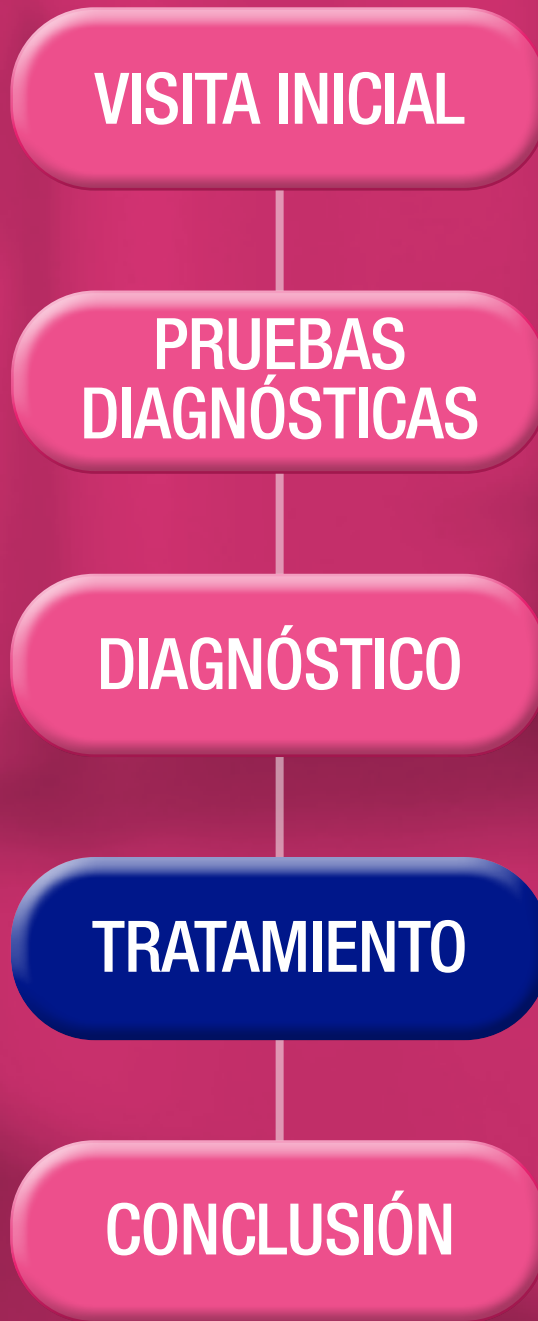 VISITA INICIAL
PRUEBAS
DIAGNÓSTICAS
DIAGNÓSTICO
TRATAMIENTO
CONCLUSIÓN